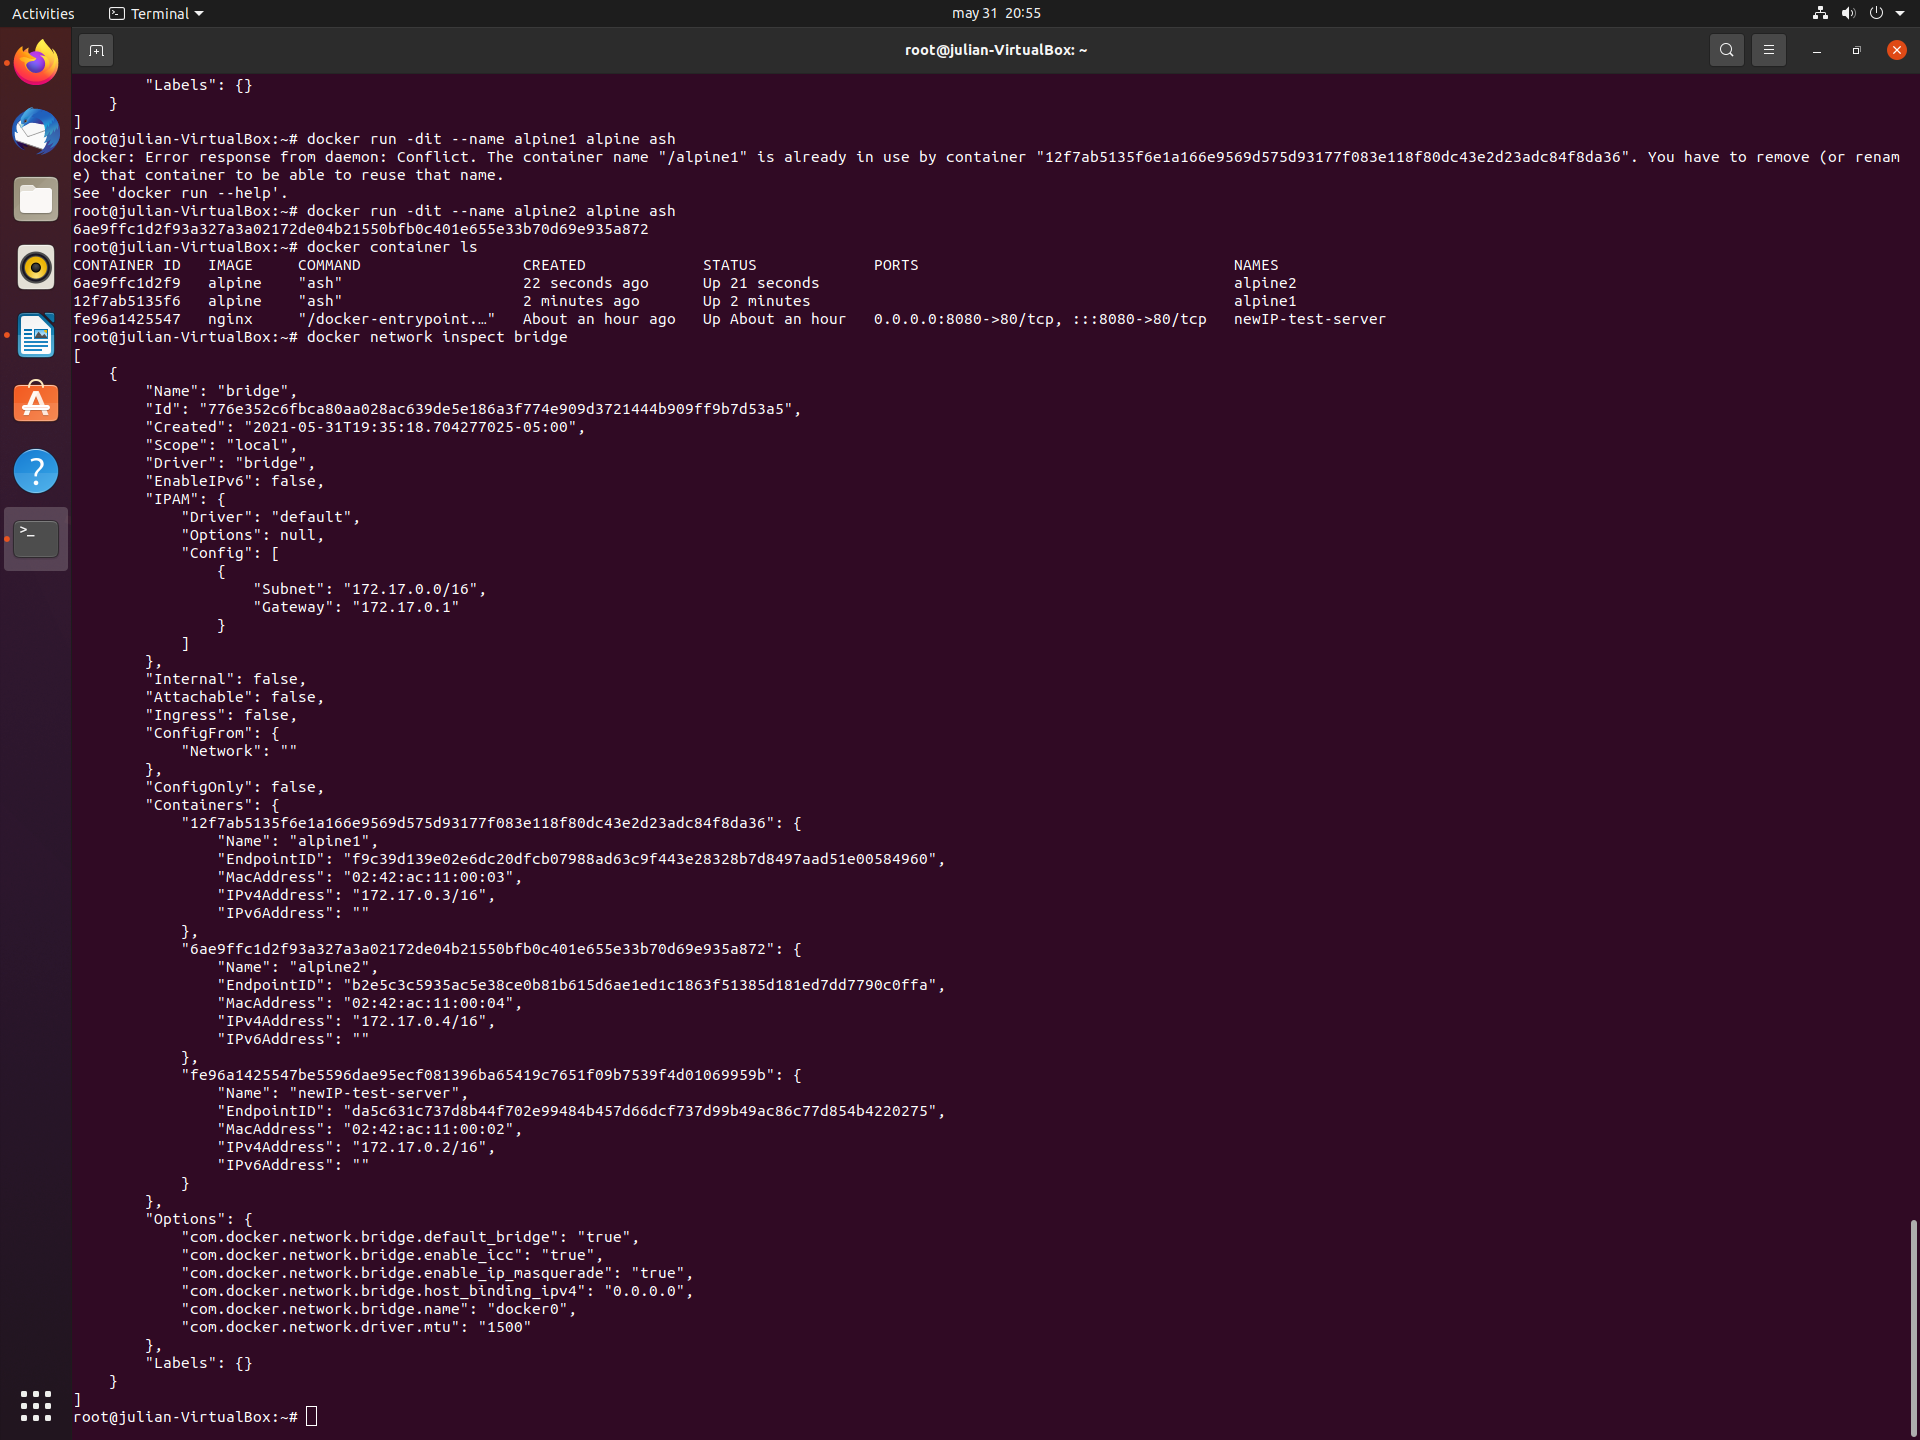 Activities
Terminal
may 31  20:55
root@julian-VirtualBox: ~
        "Labels": {}
    }
]
root@julian-VirtualBox:~# docker run -dit --name alpine1 alpine ash
docker: Error response from daemon: Conflict. The container name "/alpine1" is already in use by container "12f7ab5135f6e1a166e9569d575d93177f083e118f80dc43e2d23adc84f8da36". You have to remove (or renam
e) that container to be able to reuse that name.
See 'docker run --help'.
root@julian-VirtualBox:~# docker run -dit --name alpine2 alpine ash
6ae9ffc1d2f93a327a3a02172de04b21550bfb0c401e655e33b70d69e935a872
root@julian-VirtualBox:~# docker container ls
CONTAINER ID   IMAGE     COMMAND                  CREATED             STATUS             PORTS                                   NAMES
6ae9ffc1d2f9   alpine    "ash"                    22 seconds ago      Up 21 seconds                                              alpine2
12f7ab5135f6   alpine    "ash"                    2 minutes ago       Up 2 minutes                                               alpine1
fe96a1425547   nginx     "/docker-entrypoint.…"   About an hour ago   Up About an hour   0.0.0.0:8080->80/tcp, :::8080->80/tcp   newIP-test-server
root@julian-VirtualBox:~# docker network inspect bridge
[
    {
        "Name": "bridge",
        "Id": "776e352c6fbca80aa028ac639de5e186a3f774e909d3721444b909ff9b7d53a5",
        "Created": "2021-05-31T19:35:18.704277025-05:00",
        "Scope": "local",
        "Driver": "bridge",
        "EnableIPv6": false,
        "IPAM": {
            "Driver": "default",
            "Options": null,
            "Config": [
                {
                    "Subnet": "172.17.0.0/16",
                    "Gateway": "172.17.0.1"
                }
            ]
        },
        "Internal": false,
        "Attachable": false,
        "Ingress": false,
        "ConfigFrom": {
            "Network": ""
        },
        "ConfigOnly": false,
        "Containers": {
            "12f7ab5135f6e1a166e9569d575d93177f083e118f80dc43e2d23adc84f8da36": {
                "Name": "alpine1",
                "EndpointID": "f9c39d139e02e6dc20dfcb07988ad63c9f443e28328b7d8497aad51e00584960",
                "MacAddress": "02:42:ac:11:00:03",
                "IPv4Address": "172.17.0.3/16",
                "IPv6Address": ""
            },
            "6ae9ffc1d2f93a327a3a02172de04b21550bfb0c401e655e33b70d69e935a872": {
                "Name": "alpine2",
                "EndpointID": "b2e5c3c5935ac5e38ce0b81b615d6ae1ed1c1863f51385d181ed7dd7790c0ffa",
                "MacAddress": "02:42:ac:11:00:04",
                "IPv4Address": "172.17.0.4/16",
                "IPv6Address": ""
            },
            "fe96a1425547be5596dae95ecf081396ba65419c7651f09b7539f4d01069959b": {
                "Name": "newIP-test-server",
                "EndpointID": "da5c631c737d8b44f702e99484b457d66dcf737d99b49ac86c77d854b4220275",
                "MacAddress": "02:42:ac:11:00:02",
                "IPv4Address": "172.17.0.2/16",
                "IPv6Address": ""
            }
        },
        "Options": {
            "com.docker.network.bridge.default_bridge": "true",
            "com.docker.network.bridge.enable_icc": "true",
            "com.docker.network.bridge.enable_ip_masquerade": "true",
            "com.docker.network.bridge.host_binding_ipv4": "0.0.0.0",
            "com.docker.network.bridge.name": "docker0",
            "com.docker.network.driver.mtu": "1500"
        },
        "Labels": {}
    }
]
root@julian-VirtualBox:~#